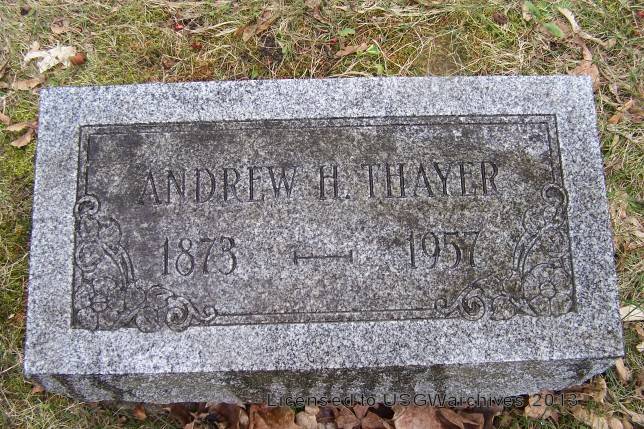 ANDREW H. THAYER
1873 — 1957
Licensed to USGWarchives 2013